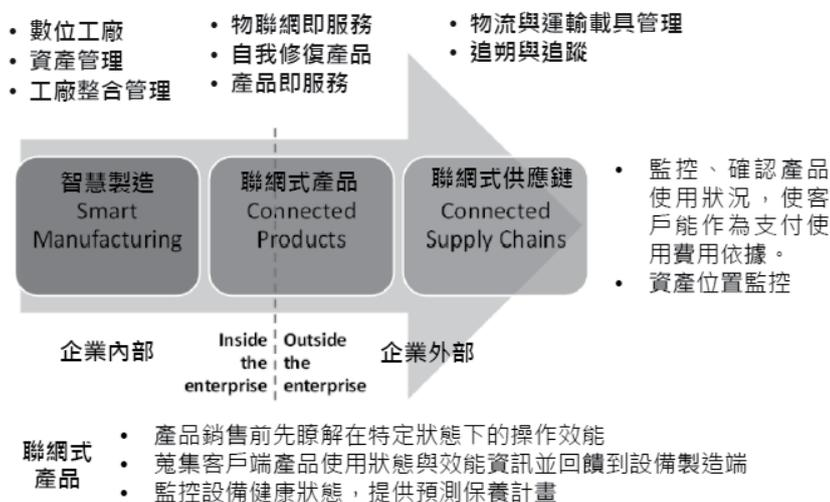 • 數位工廠
• 資產管理
• 工廠整合管理
• 物聯網即服務
• 自我修復產品
• 產品即服務
• 物流與運輸載具管理
• 追朔與追蹤
智慧製造
Smart
Manufacturing
聯網式產品
Connected
Products
聯網式供應鏈
Connected
Supply Chains
• 監控、確認產品
使用狀況，使客
戶能作為支付使
用費用依據。
• 資產位置監控
企業內部
Inside
the
enterprise
Outside
the
enterprise
企業外部
聯網式
產品
• 產品銷售前先瞭解在特定狀態下的操作效能
• 蒐集客戶端產品使用狀態與效能資訊並回饋到設備製造端
• 監控設備健康狀態，提供預測保養計畫